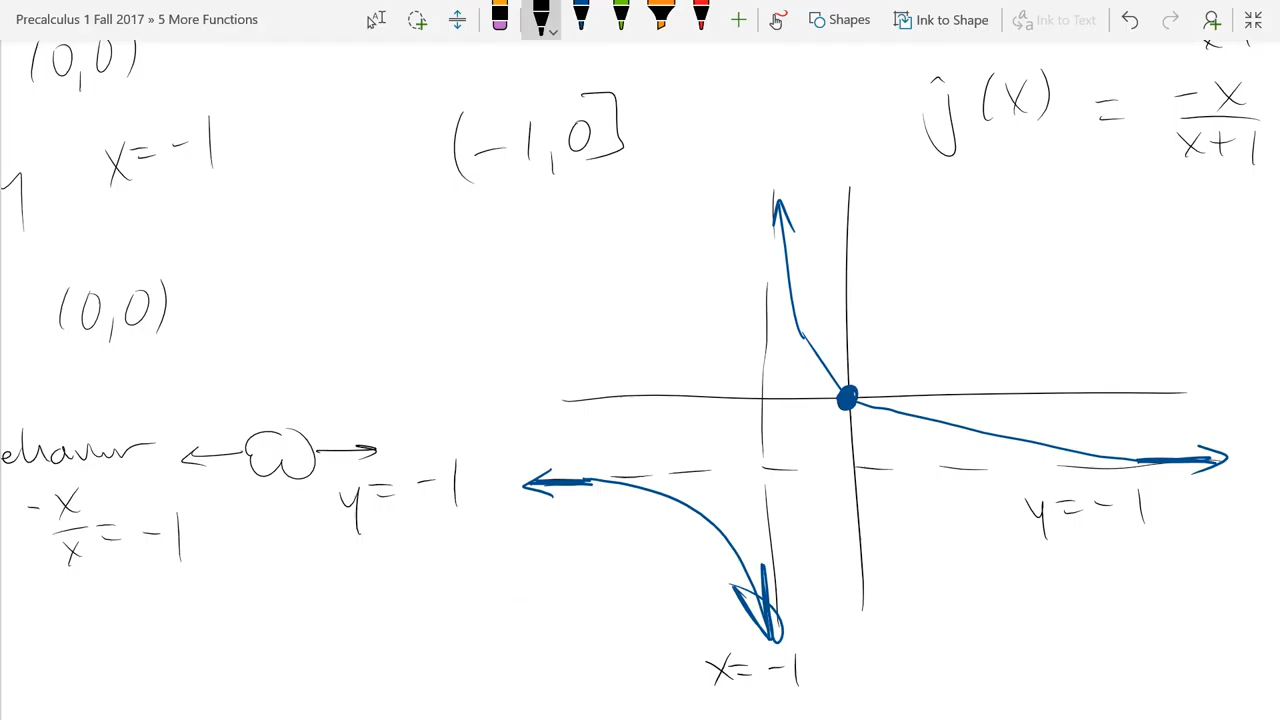 Precalculus 1 Fall 2017 » 5 More Functions
Shapes
Ink to Shape
Ink to Text
(0,0)
x = -1
(-1,0]
j(x) = -x/(x+1)
(0,0)
y = -1
-x/x = -1
y = -1
x = -1